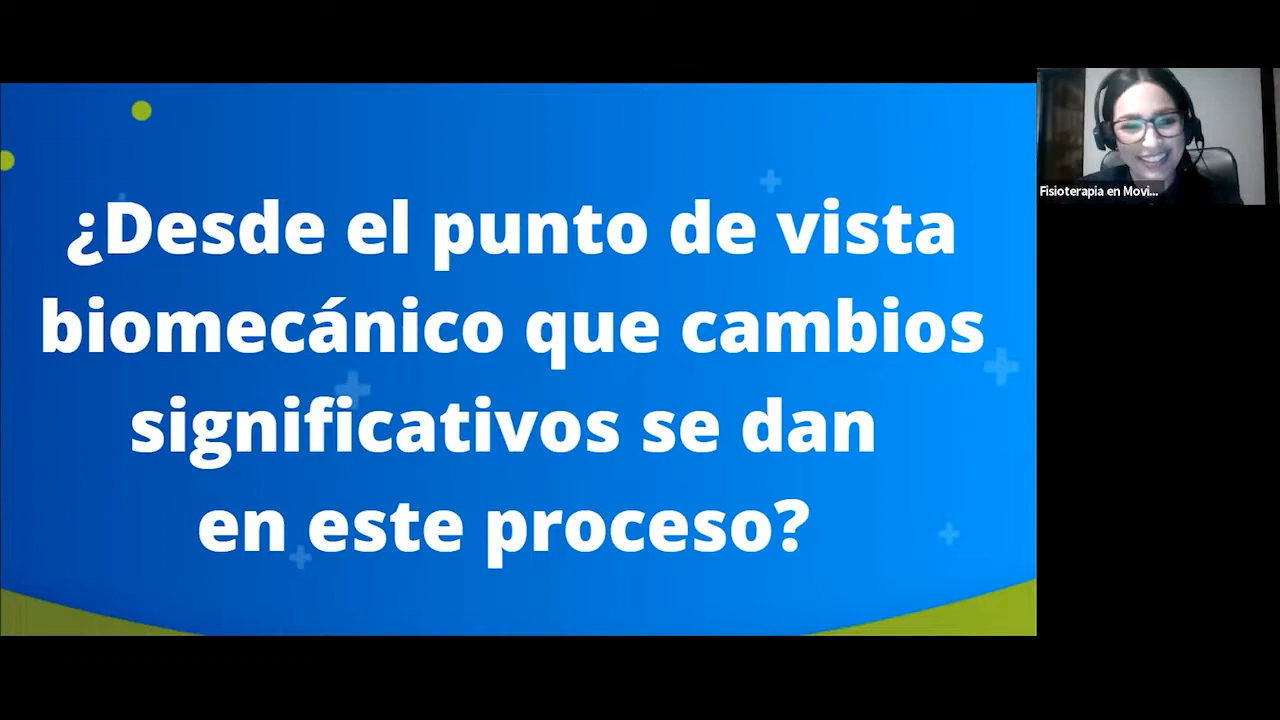 ¿Desde el punto de vista
biomecánico que cambios
significativos se dan
en este proceso?
Fisioterapia en Movi...